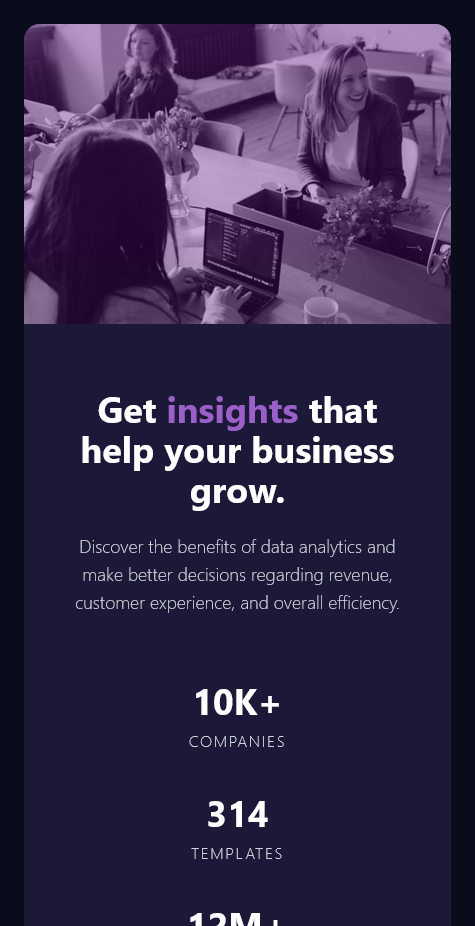 Get insights that
help your business
grow.
Discover the benefits of data analytics and
make better decisions regarding revenue,
customer experience, and overall efficiency.
10K+
COMPANIES
314
TEMPLATES
12M+